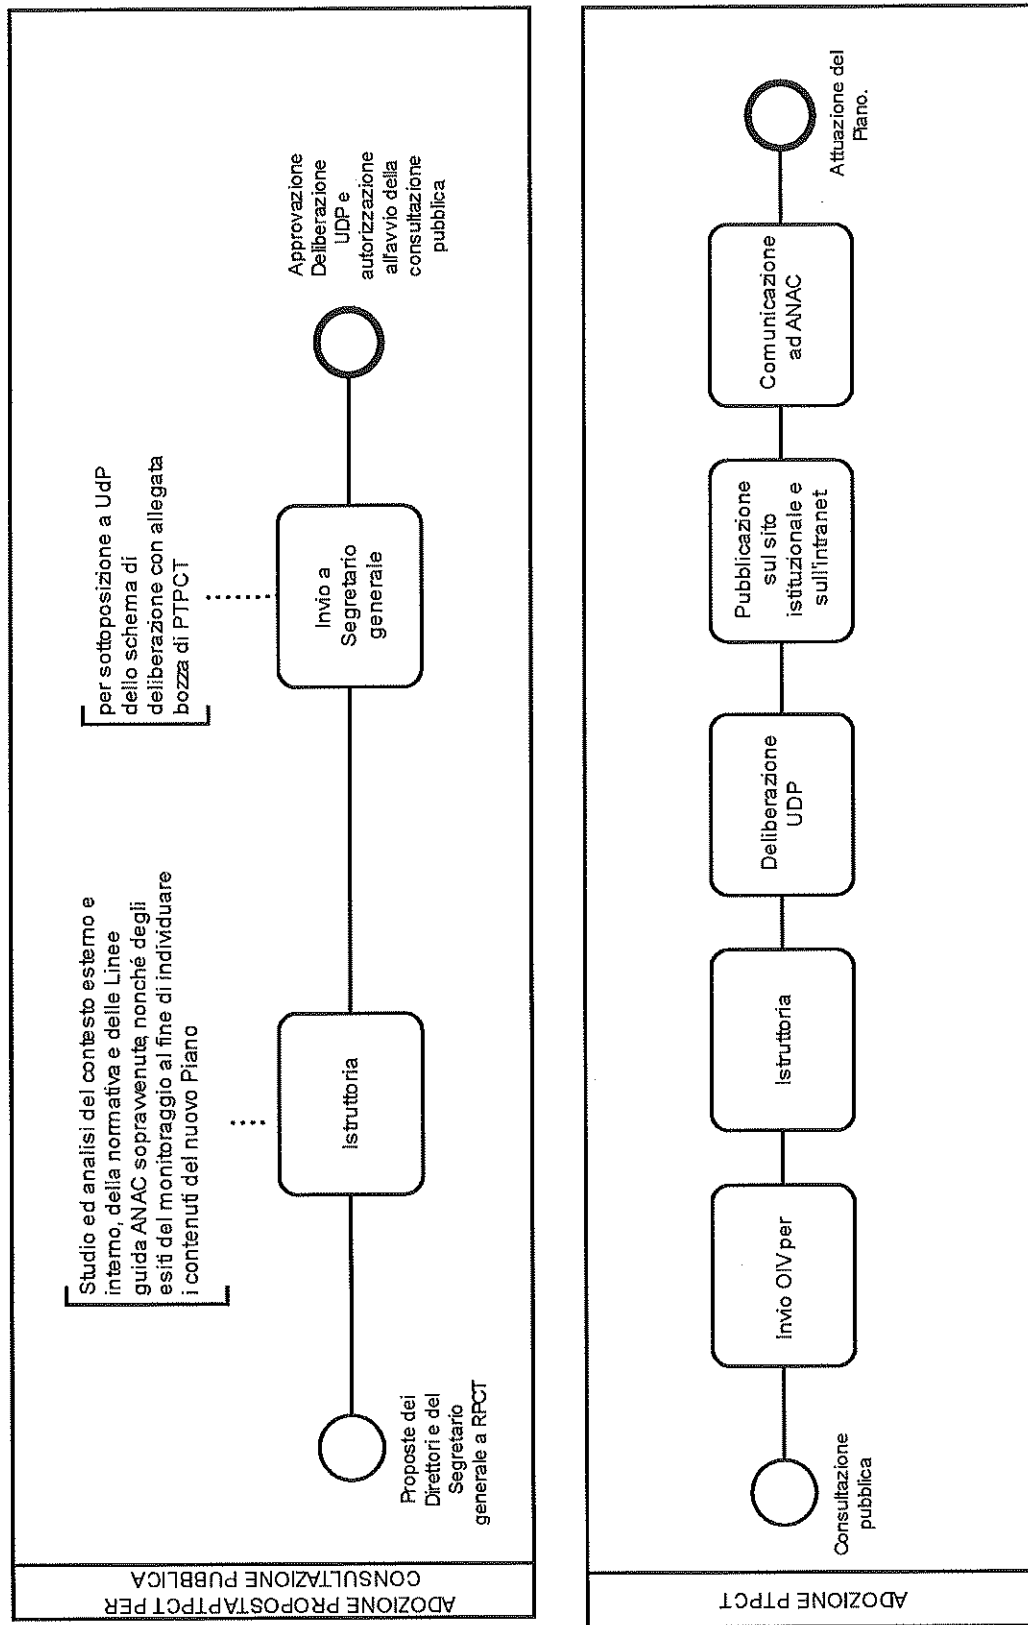 ADOZIONE PROPOSTAPTPCT PER
CONSULTAZIONE PUBBLICA
Proposte dei
Direttori e del
Segretario
generale a RPCT
Studio ed analisi del contesto esterno e
interno, della normativa e delle Linee
guida ANAC sopravvenute, nonché degli
esiti del monitoraggio al fine di individuare
i contenuti del nuovo Piano
Istruttoria
per sottoposizione a UdP
dello schema di
deliberazione con allegata
bozza di PTPCT
Invio a
Segretario
generale
Approvazione
Deliberazione
UDP e
autorizzazione
all'avvio della
consultazione
pubblica
ADOZIONE PTPCT
Consultazione
pubblica
Invio OIV per
Istruttoria
Deliberazione
UDP
Pubblicazione
sul sito
istituzionale e
sull'intranet
Comunicazione
ad ANAC
Attuazione del
Piano.